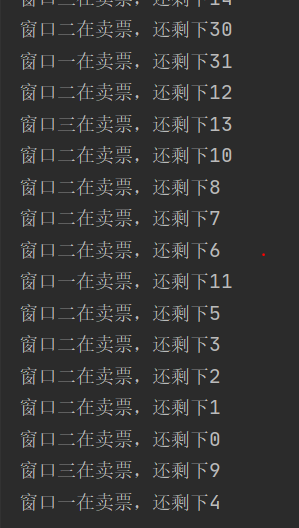 窗口二在卖票，还剩下14
窗口二在卖票，还剩下30
窗口一在卖票，还剩下31
窗口二在卖票，还剩下12
窗口三在卖票，还剩下13
窗口二在卖票，还剩下10
窗口二在卖票，还剩下8
窗口二在卖票，还剩下7
窗口二在卖票，还剩下6
窗口一在卖票，还剩下11
窗口二在卖票，还剩下5
窗口二在卖票，还剩下3
窗口二在卖票，还剩下2
窗口二在卖票，还剩下1
窗口二在卖票，还剩下0
窗口三在卖票，还剩下9
窗口一在卖票，还剩下4